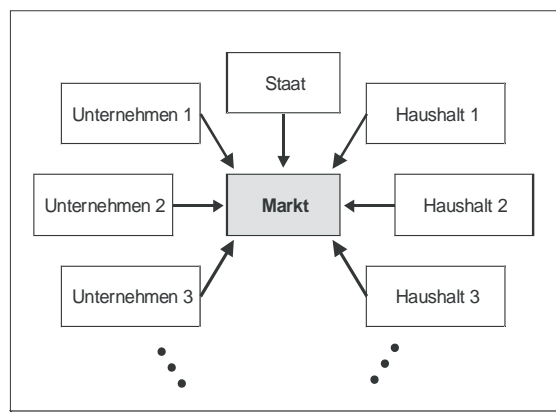 Staat
Unternehmen 1
Haushalt 1
Unternehmen 2
Markt
Haushalt 2
Unternehmen 3
Haushalt 3